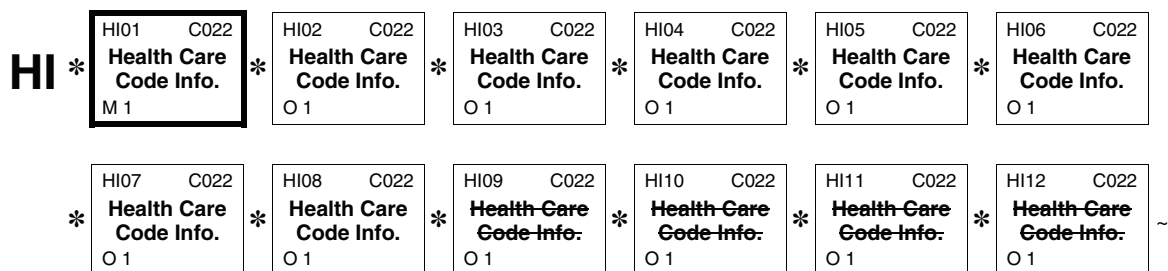 HI * HI01 C022 * HI02 C022 * HI03 C022 * HI04 C022 * HI05 C022 * HI06 C022
Health Care Health Care Health Care Health Care Health Care Health Care
Code Info. Code Info. Code Info. Code Info. Code Info. Code Info.
M 1 O 1 O 1 O 1 O 1 O 1
* HI07 C022 * HI08 C022 * HI09 C022 * HI10 C022 * HI11 C022 * HI12 C022 ~
Health Care Health Care Health Care Health Care Health Care Health Care
Code Info. Code Info. Code Info. Code Info. Code Info. Code Info.
O 1 O 1 O 1 O 1 O 1 O 1